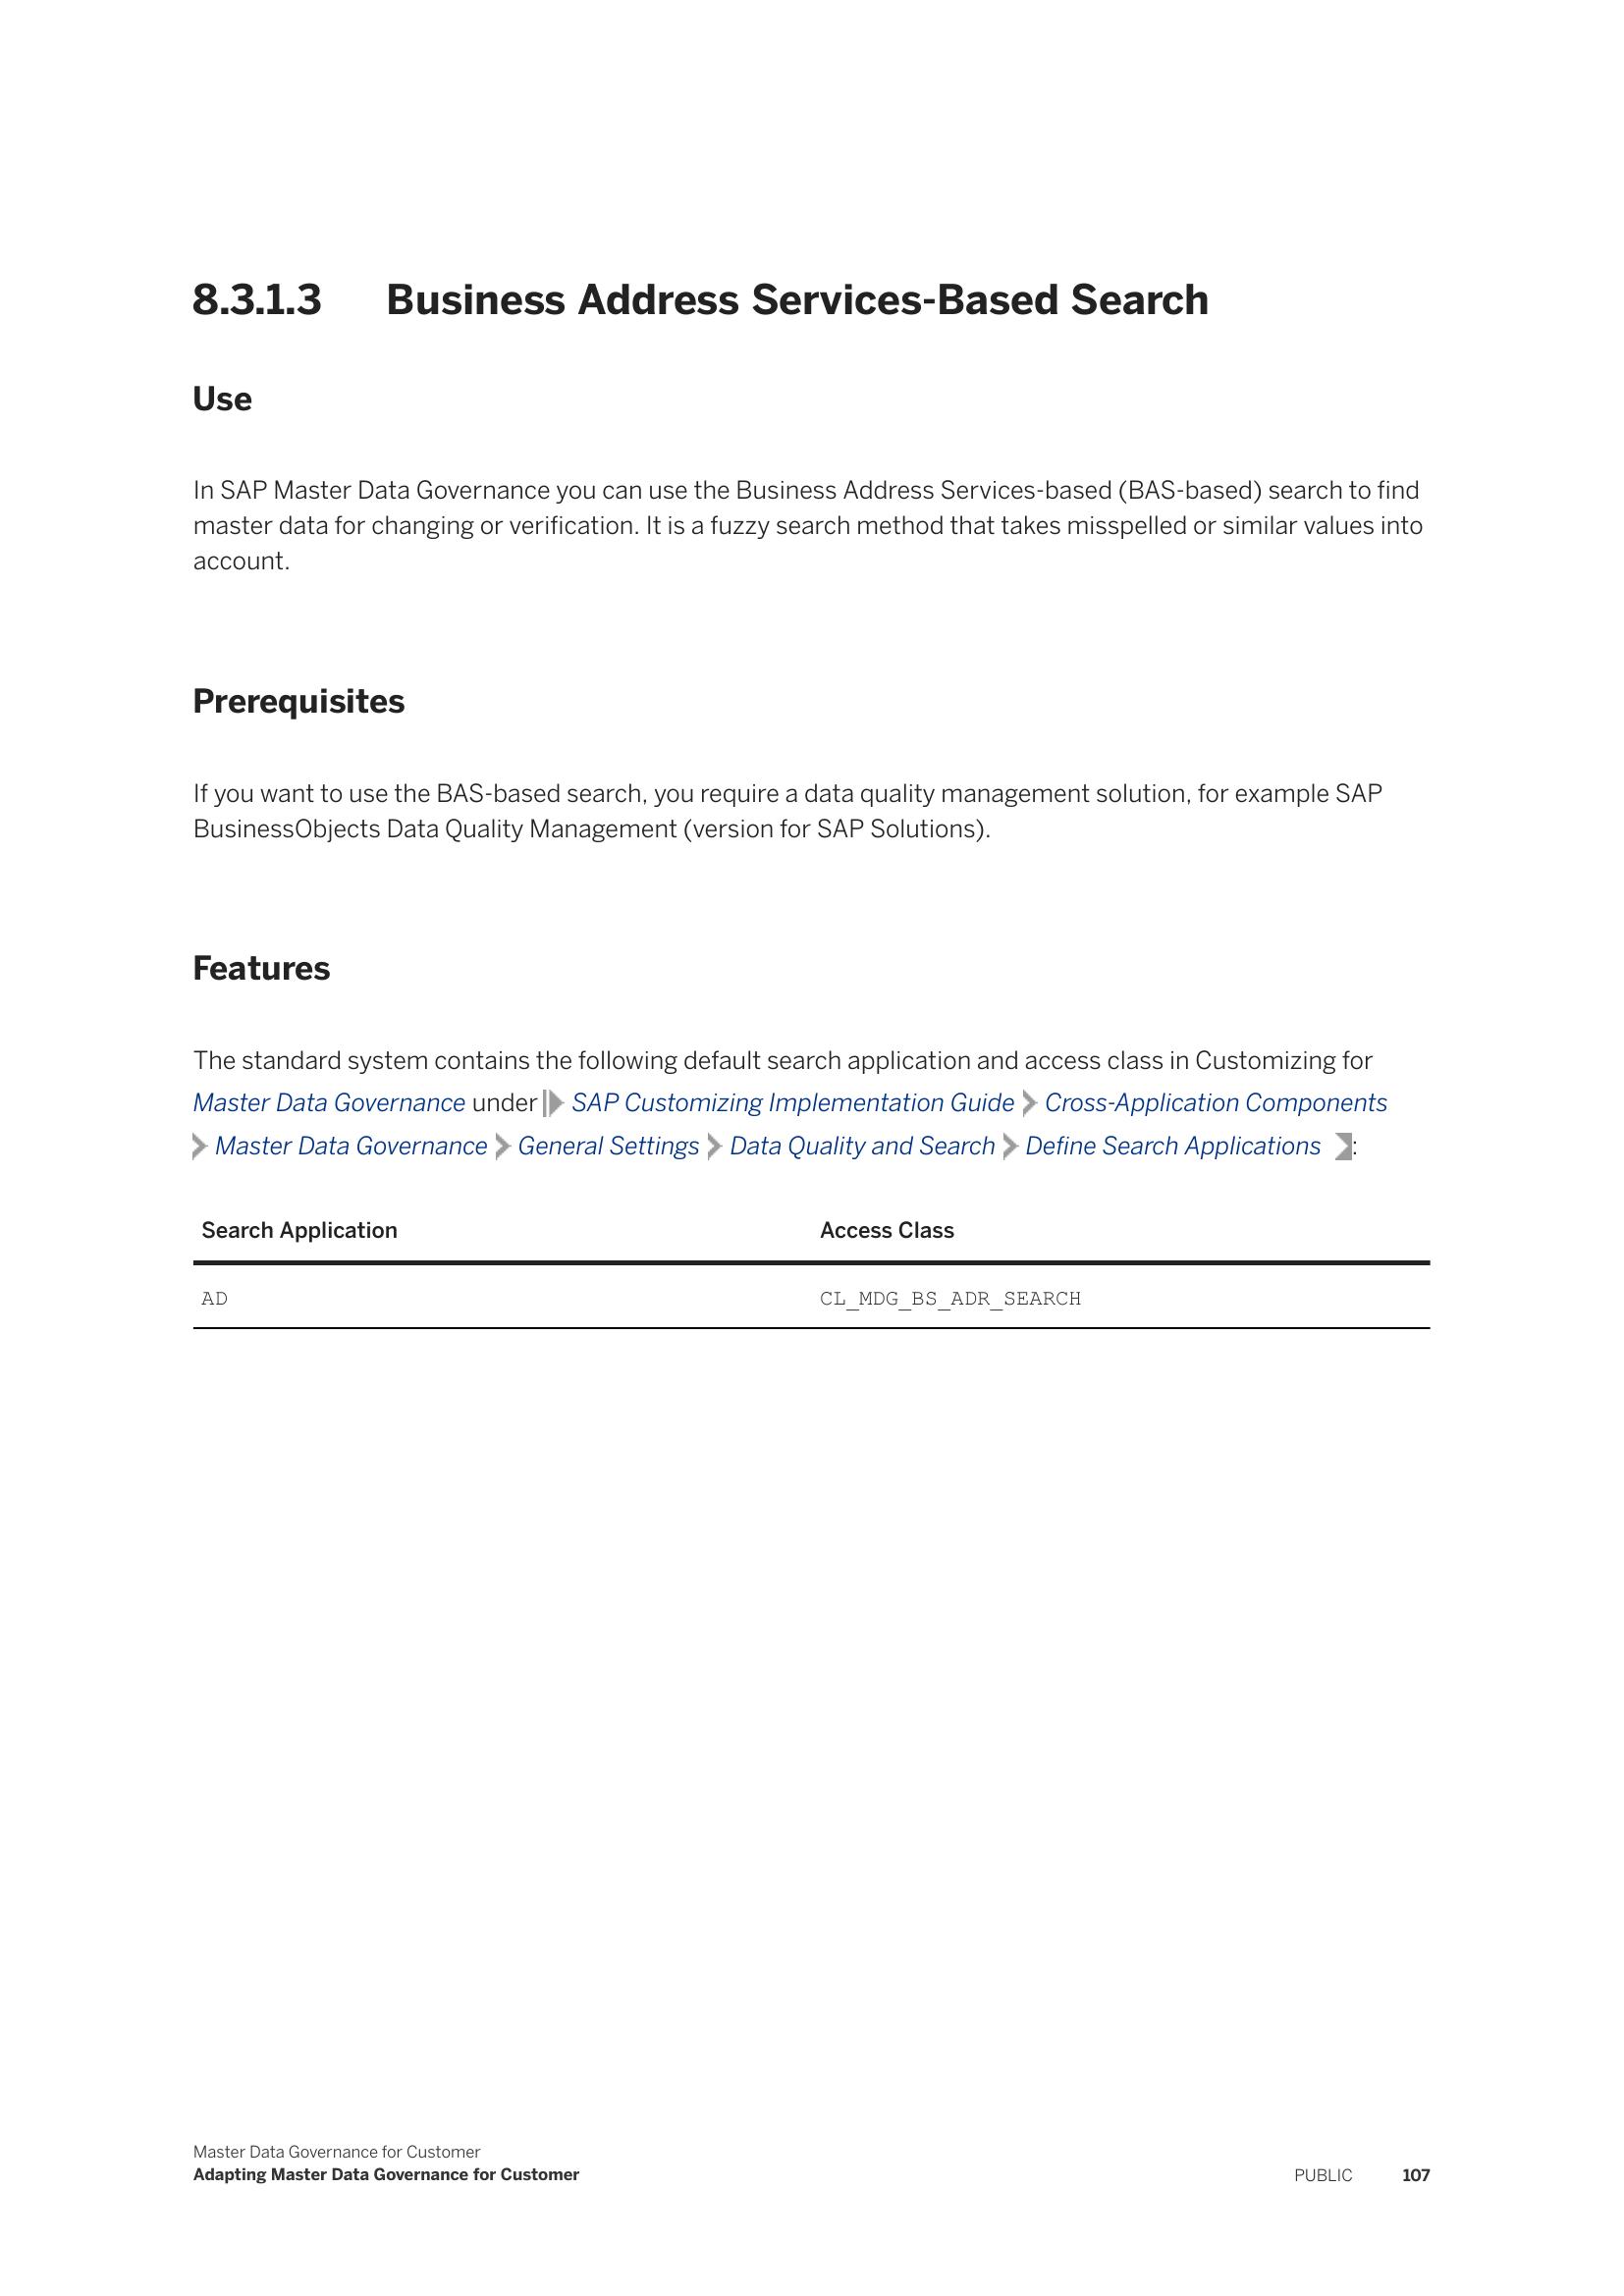 8.3.1.3 Business Address Services-Based Search
Use
In SAP Master Data Governance you can use the Business Address Services-based (BAS-based) search to find
master data for changing or verification. It is a fuzzy search method that takes misspelled or similar values into
account.
Prerequisites
If you want to use the BAS-based search, you require a data quality management solution, for example SAP
BusinessObjects Data Quality Management (version for SAP Solutions).
Features
The standard system contains the following default search application and access class in Customizing for
Master Data Governance under SAP Customizing Implementation Guide Cross-Application Components
Master Data Governance General Settings Data Quality and Search Define Search Applications :
Search Application Access Class
AD CL_MDG_BS_ADR_SEARCH
Master Data Governance for Customer
Adapting Master Data Governance for Customer PUBLIC 107